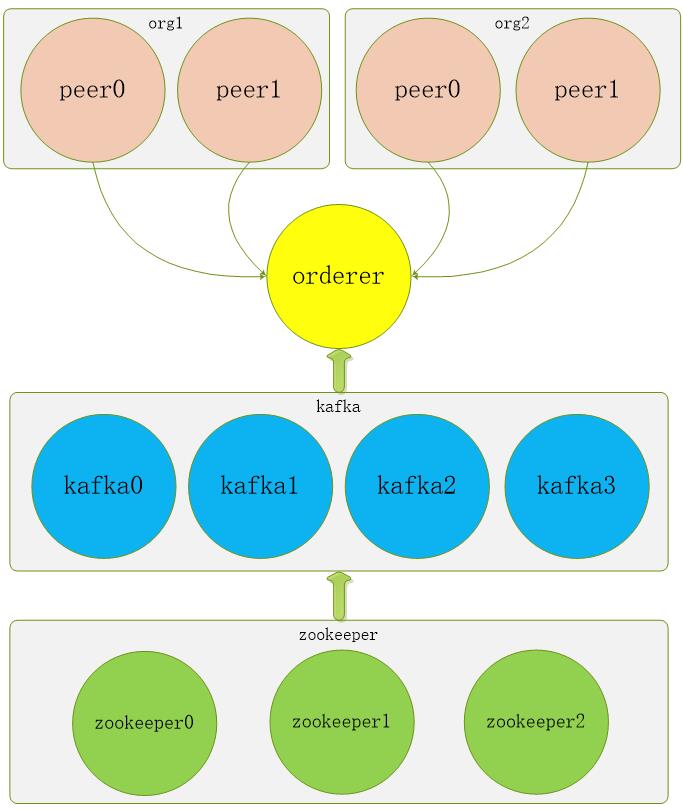 org1
peer0
peer1
org2
peer0
peer1
orderer
kafka
kafka0
kafka1
kafka2
kafka3
zookeeper
zookeeper0
zookeeper1
zookeeper2